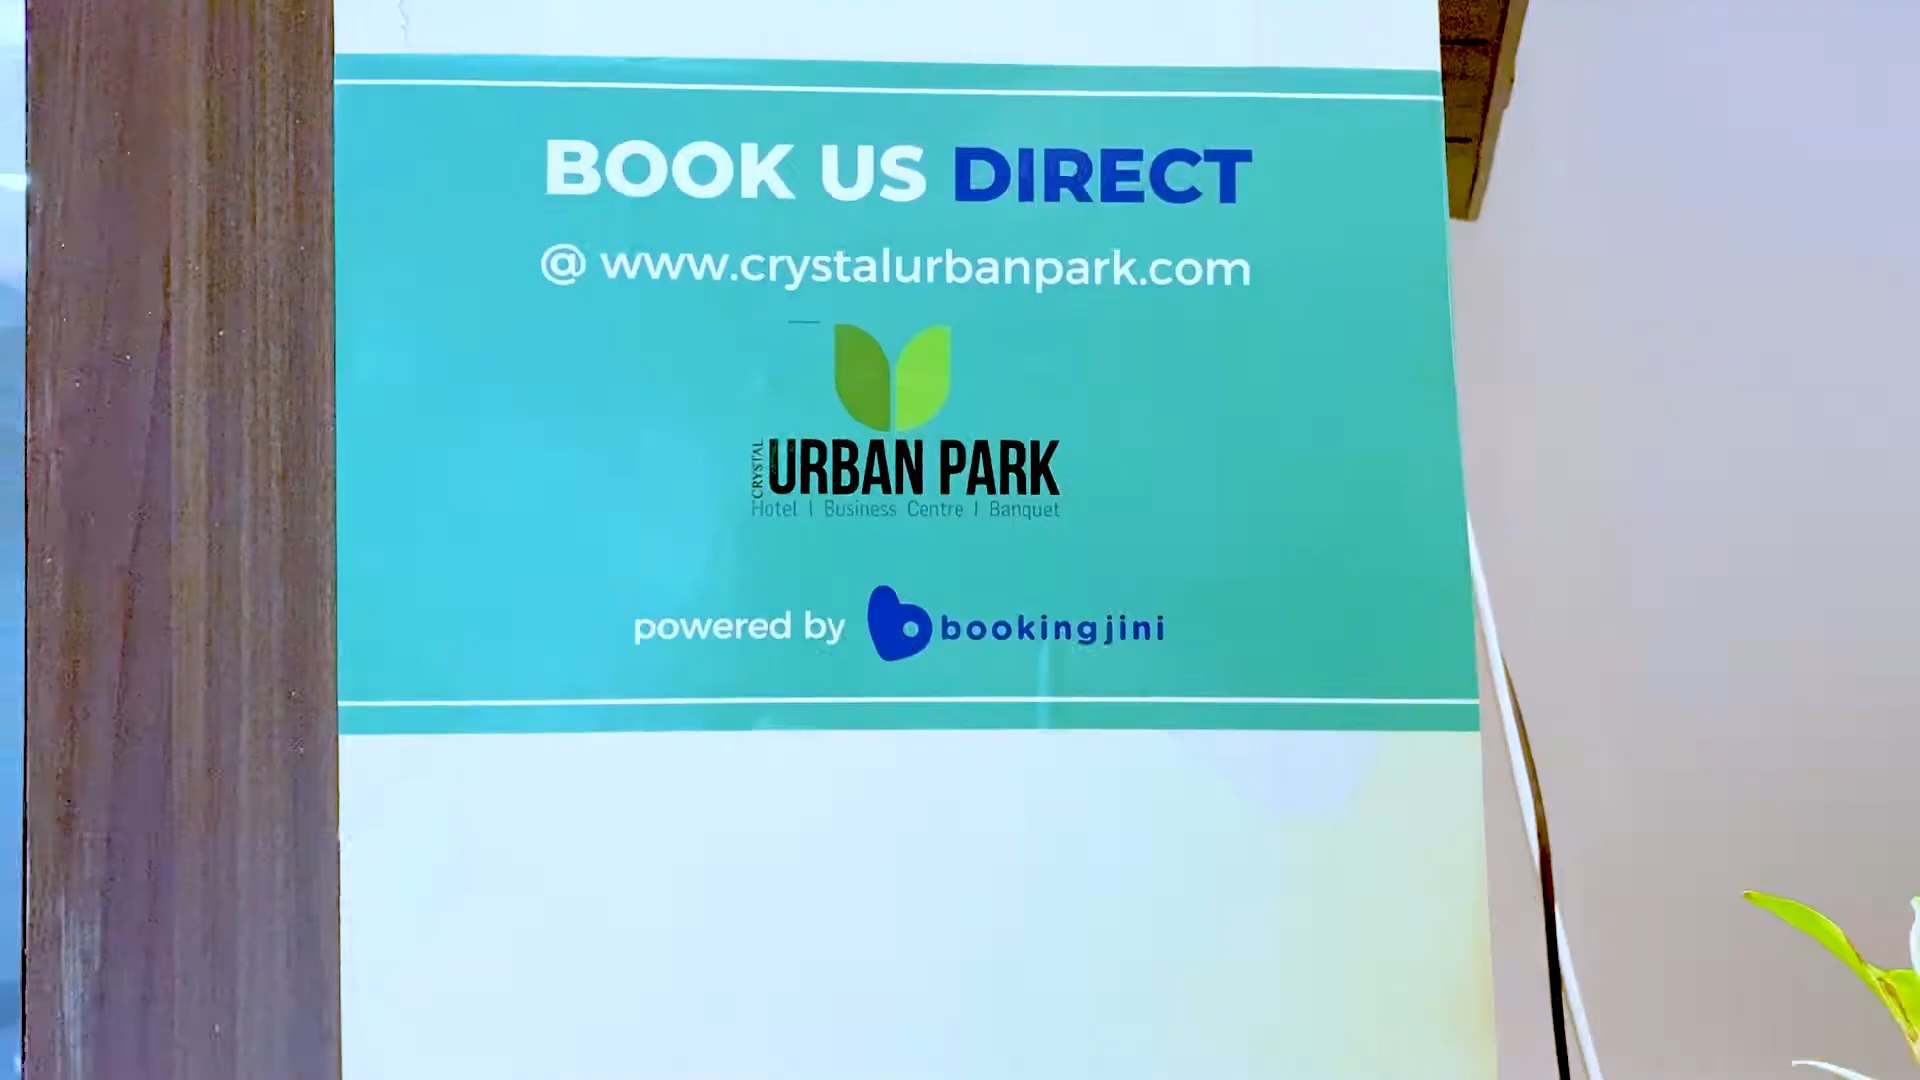 BOOK US DIRECT
@ www.crystalurbanpark.com
CRYSTAL
URBAN PARK
Hotel | Business Centre | Banquet
powered by bookingjini